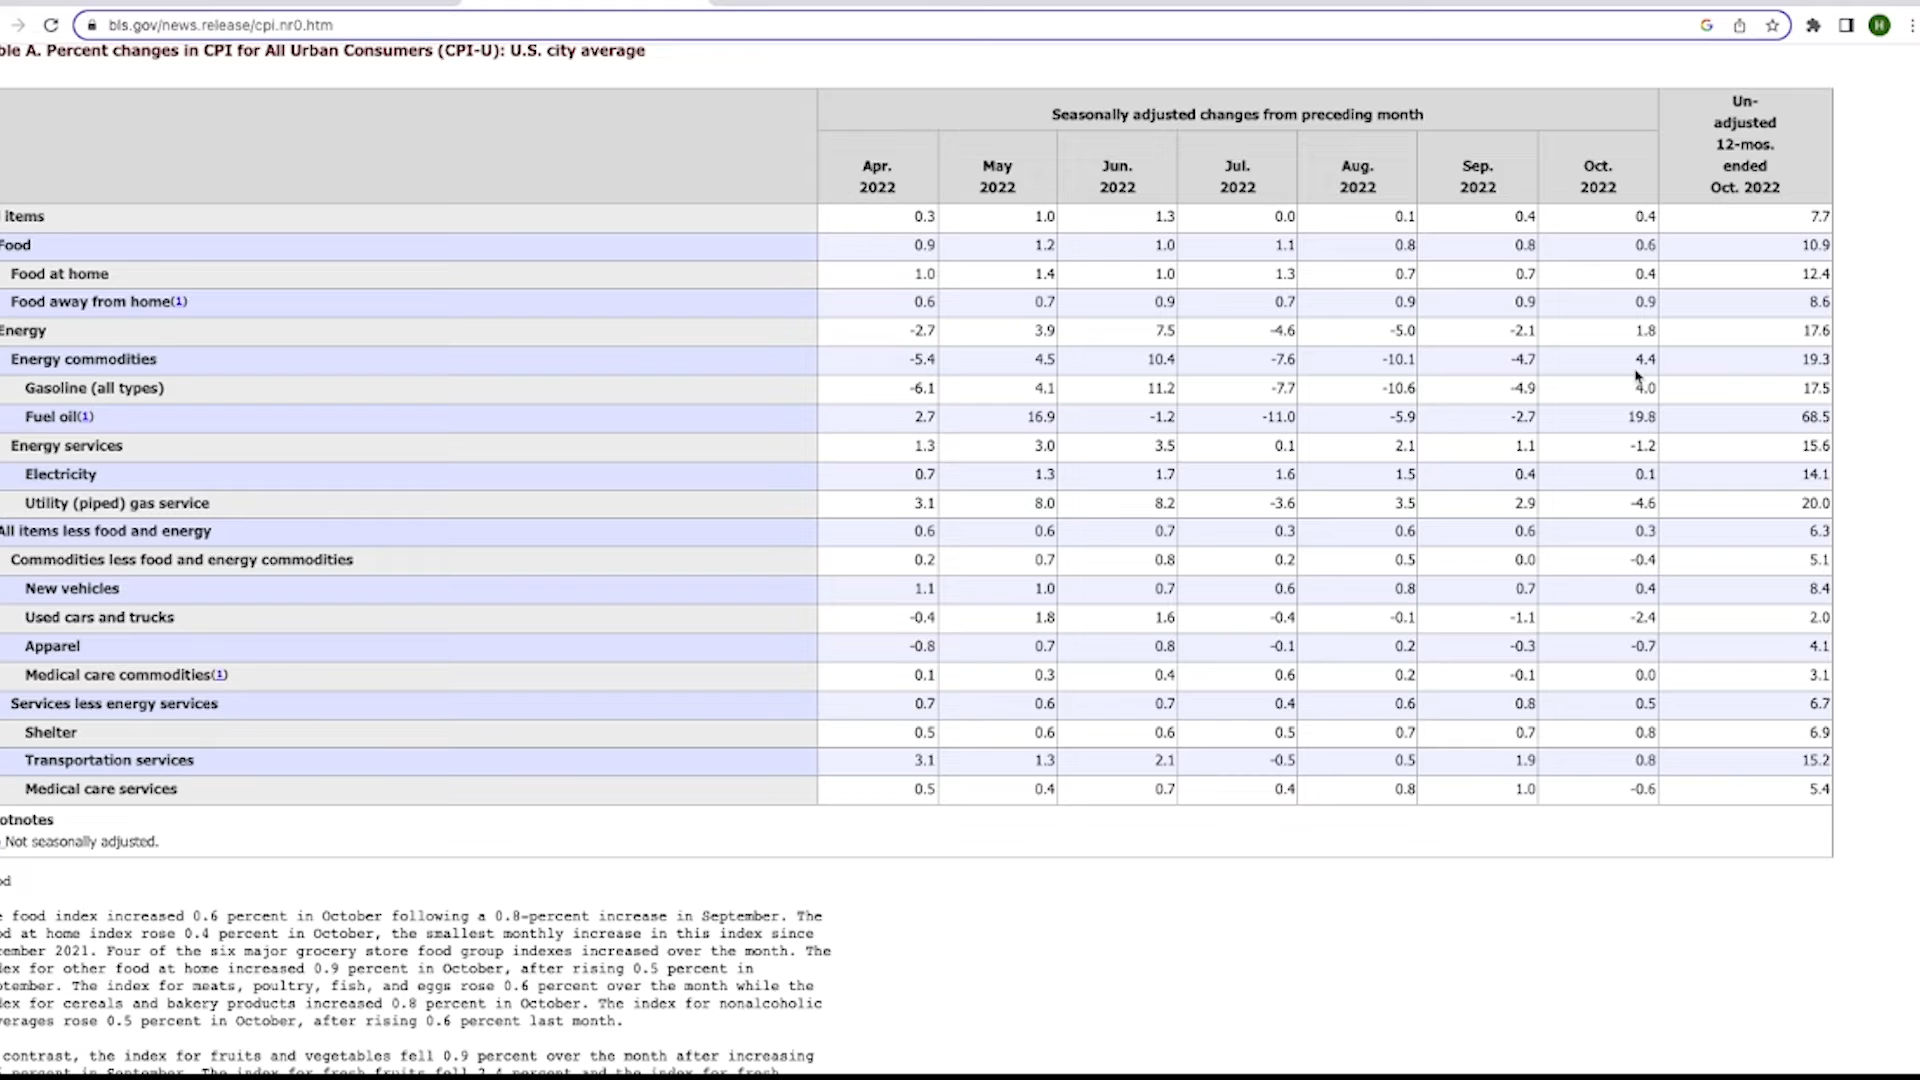 bls.gov/news.release/cpi.nr0.htm
ble A. Percent changes in CPI for All Urban Consumers (CPI-U): U.S. city average
Seasonally adjusted changes from preceding month
Un-
adjusted
12-mos.
ended
Oct. 2022
Apr. 2022 May 2022 Jun. 2022 Jul. 2022 Aug. 2022 Sep. 2022 Oct. 2022
items 0.3 1.0 1.3 0.0 0.1 0.4 0.4 7.7
Food 0.9 1.2 1.0 1.1 0.8 0.8 0.6 10.9
Food at home 1.0 1.4 1.0 1.3 0.7 0.7 0.4 12.4
Food away from home(1) 0.6 0.7 0.9 0.7 0.9 0.9 0.9 8.6
Energy -2.7 3.9 7.5 -4.6 -5.0 -2.1 1.8 17.6
Energy commodities -5.4 4.5 10.4 -7.6 -10.1 -4.7 4.4 19.3
Gasoline (all types) -6.1 4.1 11.2 -7.7 -10.6 -4.9 4.0 17.5
Fuel oil(1) 2.7 16.9 -1.2 -11.0 -5.9 -2.7 19.8 68.5
Energy services 1.3 3.0 3.5 0.1 2.1 1.1 -1.2 15.6
Electricity 0.7 1.3 1.7 1.6 1.5 0.4 0.1 14.1
Utility (piped) gas service 3.1 8.0 8.2 -3.6 3.5 2.9 -4.6 20.0
All items less food and energy 0.6 0.6 0.7 0.3 0.6 0.6 0.3 6.3
Commodities less food and energy commodities 0.2 0.7 0.8 0.2 0.5 0.0 -0.4 5.1
New vehicles 1.1 1.0 0.7 0.6 0.8 0.7 0.4 8.4
Used cars and trucks -0.4 1.8 1.6 -0.4 -0.1 -1.1 -2.4 2.0
Apparel -0.8 0.7 0.8 -0.1 0.2 -0.3 -0.7 4.1
Medical care commodities(1) 0.1 0.3 0.4 0.6 0.2 -0.1 0.0 3.1
Services less energy services 0.7 0.6 0.7 0.4 0.6 0.8 0.5 6.7
Shelter 0.5 0.6 0.6 0.5 0.7 0.7 0.8 6.9
Transportation services 3.1 1.3 2.1 -0.5 0.5 1.9 0.8 15.2
Medical care services 0.5 0.4 0.7 0.4 0.8 1.0 -0.6 5.4
otnotes
Not seasonally adjusted.
od
e food index increased 0.6 percent in October following a 0.8-percent increase in September. The
od at home index rose 0.4 percent in October, the smallest monthly increase in this index since
cember 2021. Four of the six major grocery store food group indexes increased over the month. The
dex for other food at home increased 0.9 percent in October, after rising 0.5 percent in
ptember. The index for meats, poultry, fish, and eggs rose 0.6 percent over the month while the
dex for cereals and bakery products increased 0.8 percent in October. The index for nonalcoholic
verages rose 0.5 percent in October, after rising 0.6 percent last month.
contrast, the index for fruits and vegetables fell 0.9 percent over the month after increasing
percent in September. The index for fresh fruits fell 2.4 percent and the index for fresh